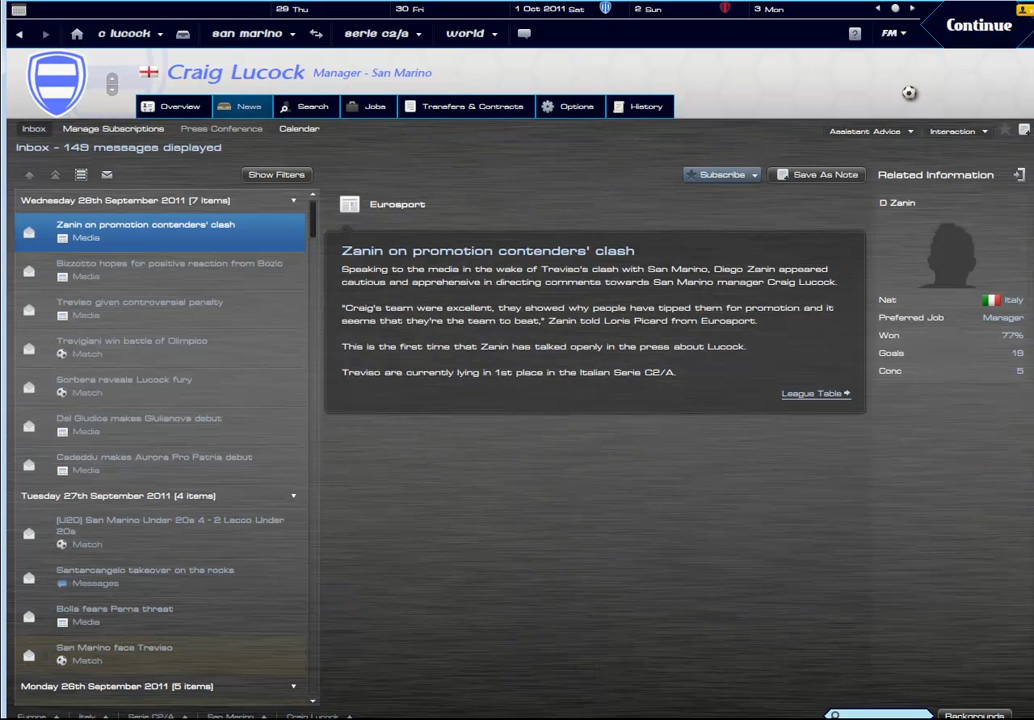 29 Thu 30 Fri 1 Oct 2011 Sat 2 Sun 3 Mon
Continue
c lucock san marino serie c2/a world ? FM
Craig Lucock Manager - San Marino
Overview News Search Jobs Transfers & Contracts Options History
Inbox Manage Subscriptions Press Conference Calendar
Assistant Advice Interaction
Inbox - 149 messages displayed
Show Filters
Subscribe Save As Note
Related Information
Wednesday 28th September 2011 [7 items]
Zanin on promotion contenders' clash
Media
Bizzotto hopes for positive reaction from Bozic
Media
Treviso given controversial penalty
Media
Trevigiani win battle of Olimpico
Match
Sorbera reveals Lucock fury
Match
Del Giudice makes Giulianova debut
Media
Cadeddu makes Aurora Pro Patria debut
Media
Tuesday 27th September 2011 [4 items]
[U20] San Marino Under 20s 4 - 2 Lecco Under
20s
Match
Santarcangelo takeover on the rocks
Messages
Bolla fears Perna threat
Media
San Marino face Treviso
Match
Monday 26th September 2011 [5 items]
Eurosport
Zanin on promotion contenders' clash
Speaking to the media in the wake of Treviso's clash with San Marino, Diego Zanin appeared
cautious and apprehensive in directing comments towards San Marino manager Craig Lucock.
"Craig's team were excellent, they showed why people have tipped them for promotion and it
seems that they're the team to beat," Zanin told Loris Picard from Eurosport.
This is the first time that Zanin has talked openly in the press about Lucock.
Treviso are currently lying in 1st place in the Italian Serie C2/A.
League Table
D Zanin
Nat Italy
Preferred Job Manager
Won 77%
Goals 19
Conc 5
Europe Italy Serie C2/A San Marino Craig Lucock
Backgrounds